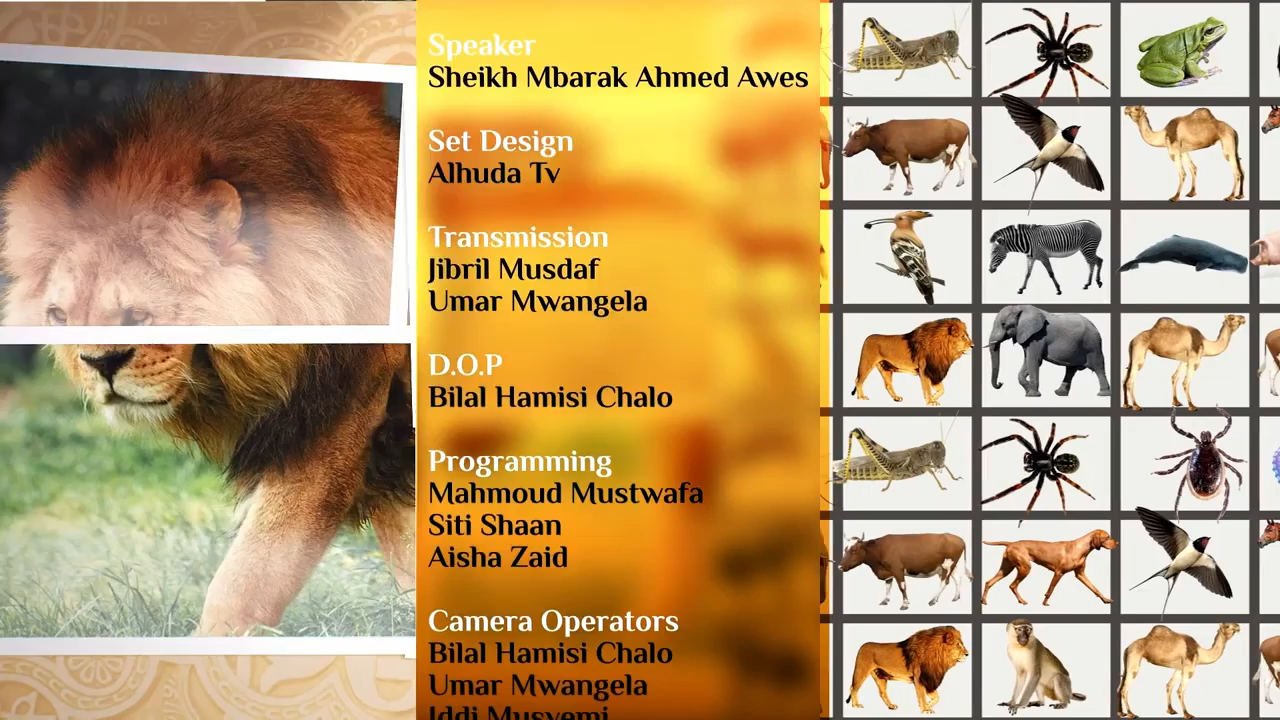 Speaker
Sheikh Mbarak Ahmed Awes
Set Design
Alhuda Tv
Transmission
Jibril Musdaf
Umar Mwangela
D.O.P
Bilal Hamisi Chalo
Programming
Mahmoud Mustwafa
Siti Shaan
Aisha Zaid
Camera Operators
Bilal Hamisi Chalo
Umar Mwangela
Iddi